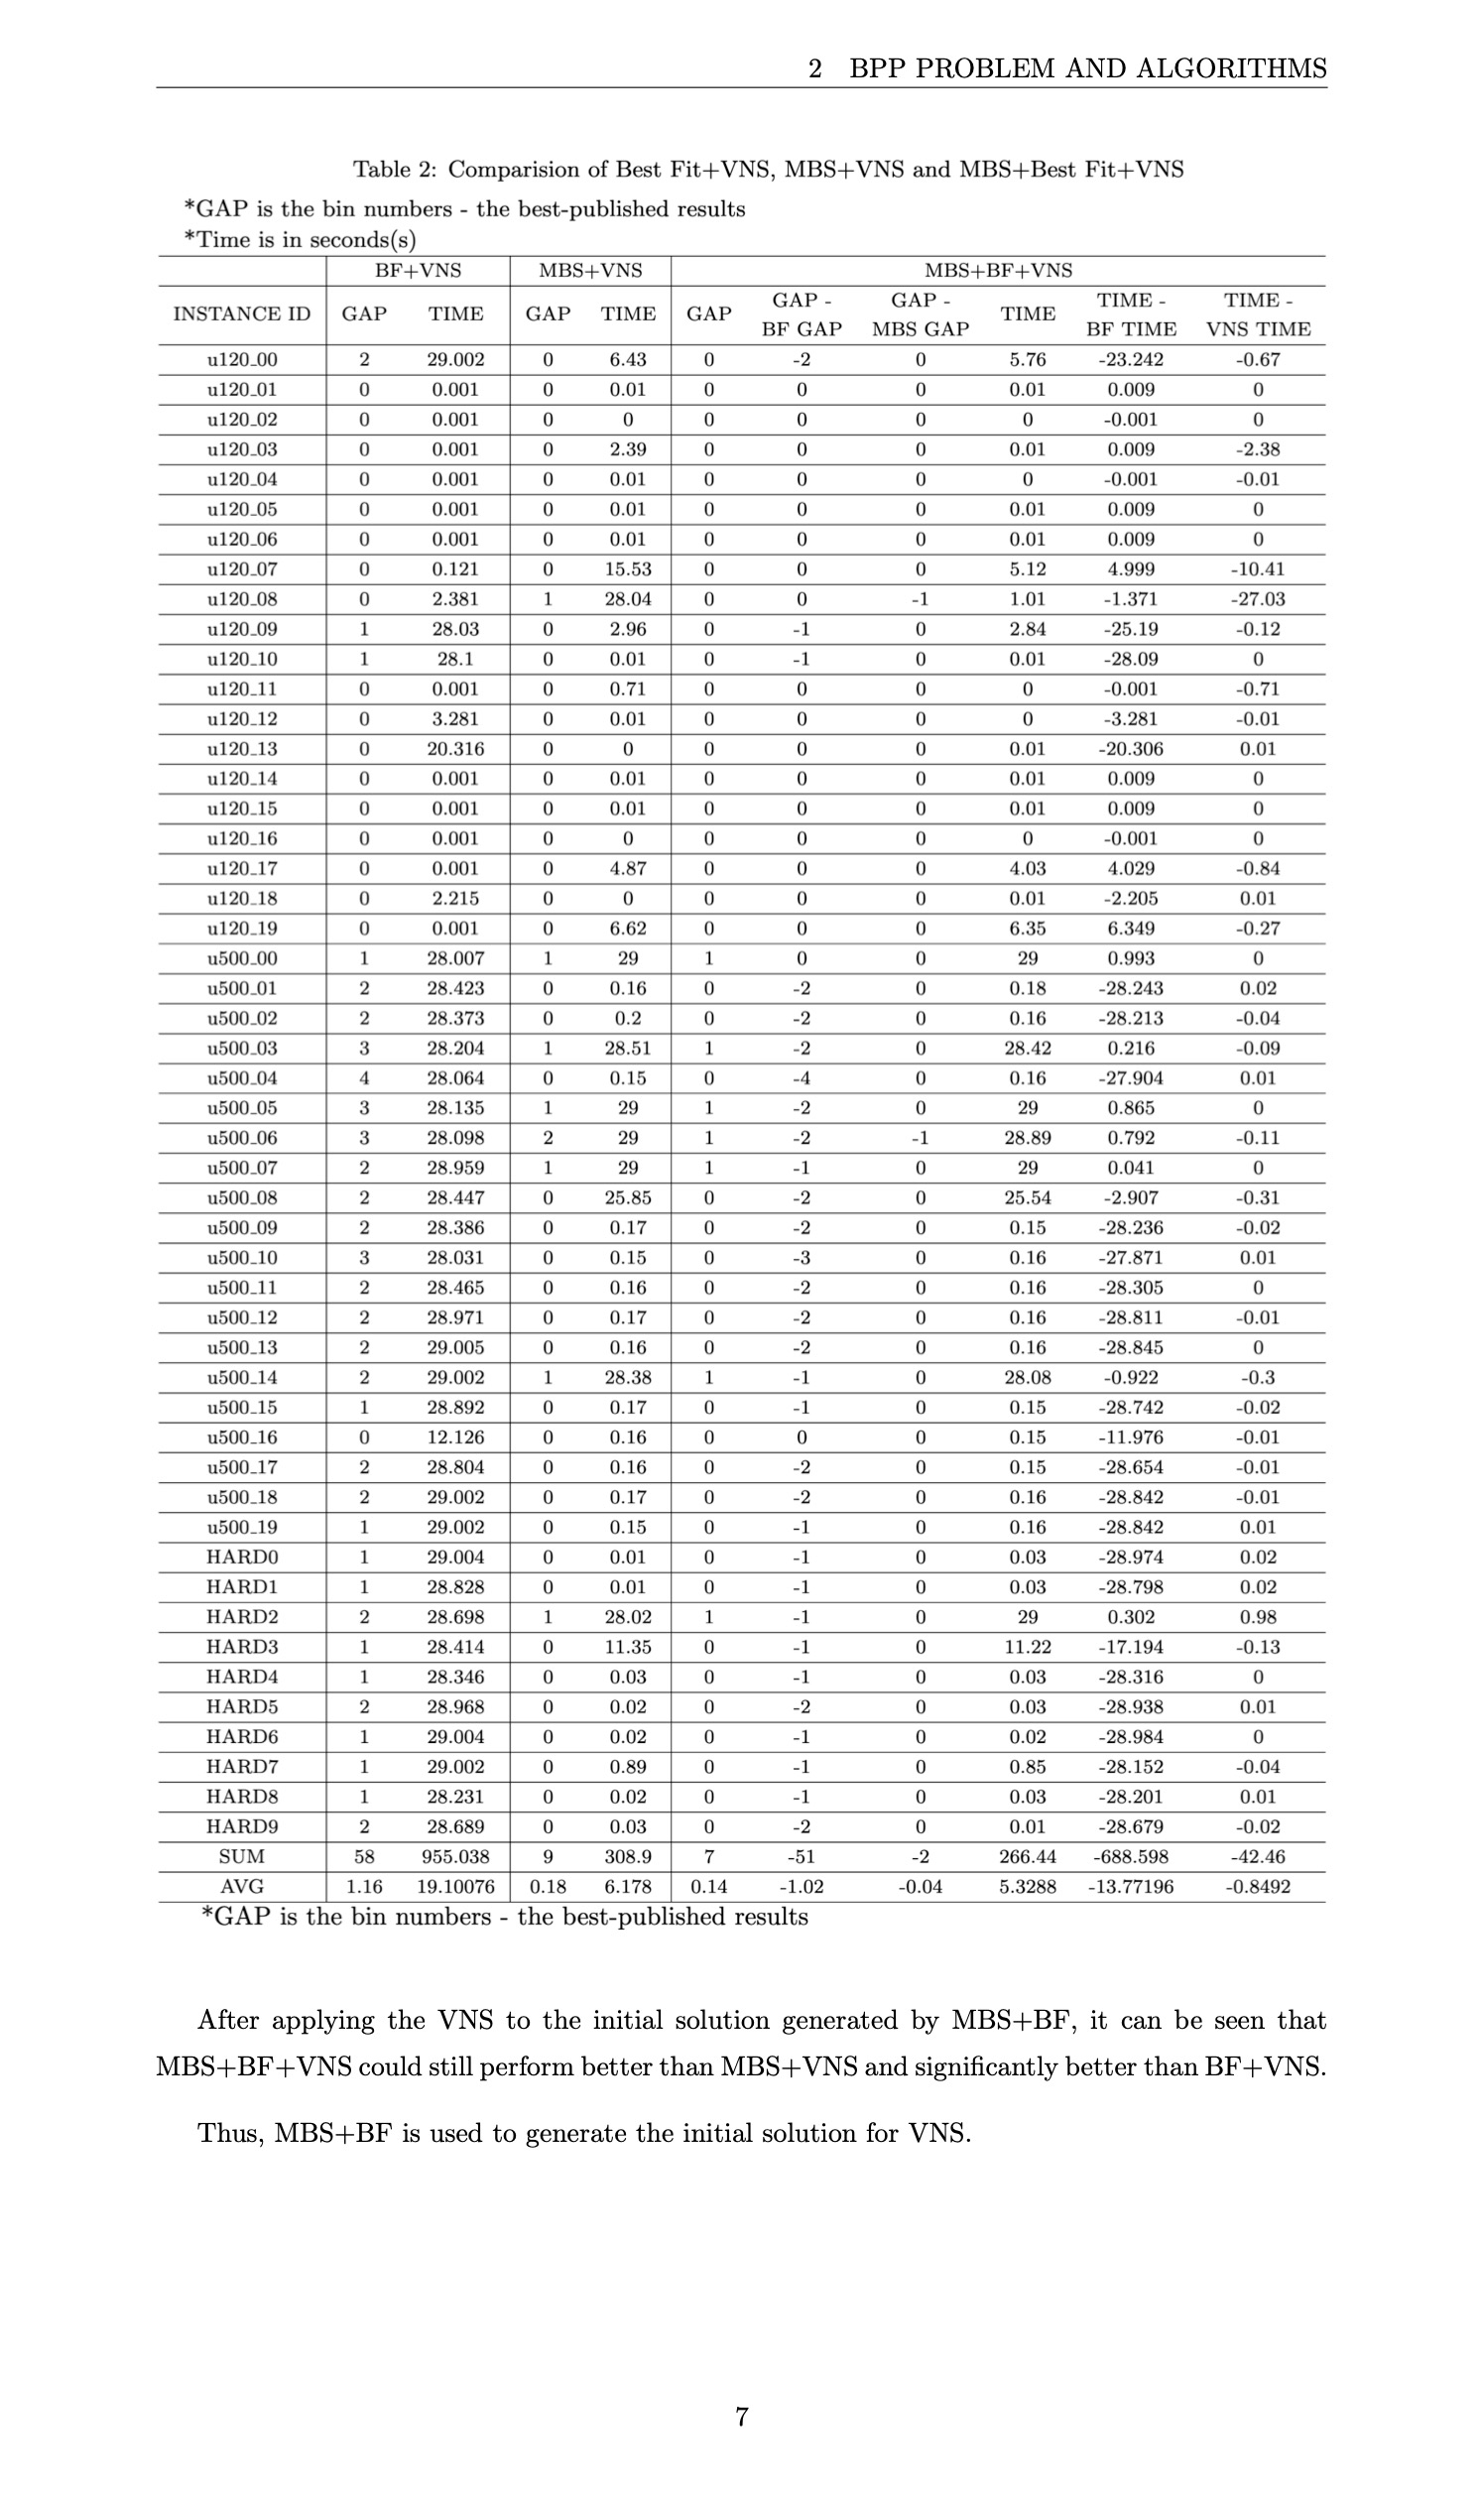 2 BPP PROBLEM AND ALGORITHMS
Table 2: Comparision of Best Fit+VNS, MBS+VNS and MBS+Best Fit+VNS
*GAP is the bin numbers - the best-published results
*Time is in seconds(s)
BF+VNS MBS+VNS MBS+BF+VNS
INSTANCE ID GAP TIME GAP TIME GAP GAP - BF GAP GAP - MBS GAP TIME TIME - BF TIME TIME - VNS TIME
u120_00 2 29.002 0 6.43 0 -2 0 5.76 -23.242 -0.67
u120_01 0 0.001 0 0.01 0 0 0 0.01 0.009 0
u120_02 0 0.001 0 0 0 0 0 0 -0.001 0
u120_03 0 0.001 0 2.39 0 0 0 0.01 0.009 -2.38
u120_04 0 0.001 0 0.01 0 0 0 0 -0.001 -0.01
u120_05 0 0.001 0 0.01 0 0 0 0.01 0.009 0
u120_06 0 0.001 0 0.01 0 0 0 0.01 0.009 0
u120_07 0 0.121 0 15.53 0 0 0 5.12 4.999 -10.41
u120_08 0 2.381 1 28.04 0 0 -1 1.01 -1.371 -27.03
u120_09 1 28.03 0 2.96 0 -1 0 2.84 -25.19 -0.12
u120_10 1 28.1 0 0.01 0 -1 0 0.01 -28.09 0
u120_11 0 0.001 0 0.71 0 0 0 0 -0.001 -0.71
u120_12 0 3.281 0 0.01 0 0 0 0 -3.281 -0.01
u120_13 0 20.316 0 0 0 0 0 0.01 -20.306 0.01
u120_14 0 0.001 0 0.01 0 0 0 0.01 0.009 0
u120_15 0 0.001 0 0.01 0 0 0 0.01 0.009 0
u120_16 0 0.001 0 0 0 0 0 0 -0.001 0
u120_17 0 0.001 0 4.87 0 0 0 4.03 4.029 -0.84
u120_18 0 2.215 0 0 0 0 0 0.01 -2.205 0.01
u120_19 0 0.001 0 6.62 0 0 0 6.35 6.349 -0.27
u500_00 1 28.007 1 29 1 0 0 29 0.993 0
u500_01 2 28.423 0 0.16 0 -2 0 0.18 -28.243 0.02
u500_02 2 28.373 0 0.2 0 -2 0 0.16 -28.213 -0.04
u500_03 3 28.204 1 28.51 1 -2 0 28.42 0.216 -0.09
u500_04 4 28.064 0 0.15 0 -4 0 0.16 -27.904 0.01
u500_05 3 28.135 1 29 1 -2 0 29 0.865 0
u500_06 3 28.098 2 29 1 -2 -1 28.89 0.792 -0.11
u500_07 2 28.959 1 29 1 -1 0 29 0.041 0
u500_08 2 28.447 0 25.85 0 -2 0 25.54 -2.907 -0.31
u500_09 2 28.386 0 0.17 0 -2 0 0.15 -28.236 -0.02
u500_10 3 28.031 0 0.15 0 -3 0 0.16 -27.871 0.01
u500_11 2 28.465 0 0.16 0 -2 0 0.16 -28.305 0
u500_12 2 28.971 0 0.17 0 -2 0 0.16 -28.811 -0.01
u500_13 2 29.005 0 0.16 0 -2 0 0.16 -28.845 0
u500_14 2 29.002 1 28.38 1 -1 0 28.08 -0.922 -0.3
u500_15 1 28.892 0 0.17 0 -1 0 0.15 -28.742 -0.02
u500_16 0 12.126 0 0.16 0 0 0 0.15 -11.976 -0.01
u500_17 2 28.804 0 0.16 0 -2 0 0.15 -28.654 -0.01
u500_18 2 29.002 0 0.17 0 -2 0 0.16 -28.842 -0.01
u500_19 1 29.002 0 0.15 0 -1 0 0.16 -28.842 0.01
HARD0 1 29.004 0 0.01 0 -1 0 0.03 -28.974 0.02
HARD1 1 28.828 0 0.01 0 -1 0 0.03 -28.798 0.02
HARD2 2 28.698 1 28.02 1 -1 0 29 0.302 0.98
HARD3 1 28.414 0 11.35 0 -1 0 11.22 -17.194 -0.13
HARD4 1 28.346 0 0.03 0 -1 0 0.03 -28.316 0
HARD5 2 28.968 0 0.02 0 -2 0 0.03 -28.938 0.01
HARD6 1 29.004 0 0.02 0 -1 0 0.02 -28.984 0
HARD7 1 29.002 0 0.89 0 -1 0 0.85 -28.152 -0.04
HARD8 1 28.231 0 0.02 0 -1 0 0.03 -28.201 0.01
HARD9 2 28.689 0 0.03 0 -2 0 0.01 -28.679 -0.02
SUM 58 955.038 9 308.9 7 -51 -2 266.44 -688.598 -42.46
AVG 1.16 19.10076 0.18 6.178 0.14 -1.02 -0.04 5.3288 -13.77196 -0.8492
*GAP is the bin numbers - the best-published results
After applying the VNS to the initial solution generated by MBS+BF, it can be seen that
MBS+BF+VNS could still perform better than MBS+VNS and significantly better than BF+VNS.
Thus, MBS+BF is used to generate the initial solution for VNS.
7